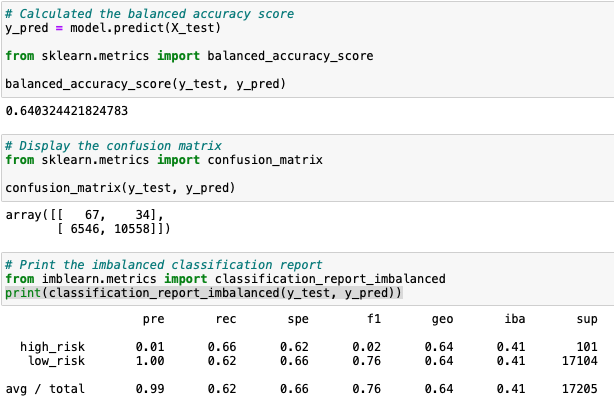 # Calculated the balanced accuracy score
y_pred = model.predict(X_test)
from sklearn.metrics import balanced_accuracy_score
balanced_accuracy_score(y_test, y_pred)
0.640324421824783
# Display the confusion matrix
from sklearn.metrics import confusion_matrix
confusion_matrix(y_test, y_pred)
array([[   67,    34],
       [ 6546, 10558]])
# Print the imbalanced classification report
from imblearn.metrics import classification_report_imbalanced
print(classification_report_imbalanced(y_test, y_pred))
                   pre       rec       spe        f1       geo       iba       sup
  high_risk       0.01      0.66      0.62      0.02      0.64      0.41       101
   low_risk       1.00      0.62      0.66      0.76      0.64      0.41     17104
avg / total       0.99      0.62      0.66      0.76      0.64      0.41     17205